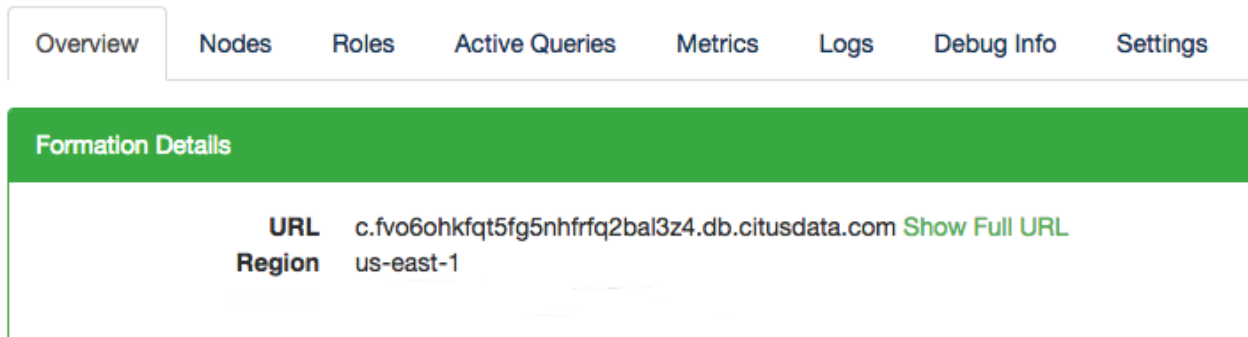 Overview Nodes Roles Active Queries Metrics Logs Debug Info Settings
Formation Details
URL c.fvo6ohkfqt5fg5nhfrfq2bal3z4.db.citusdata.com Show Full URL
Region us-east-1